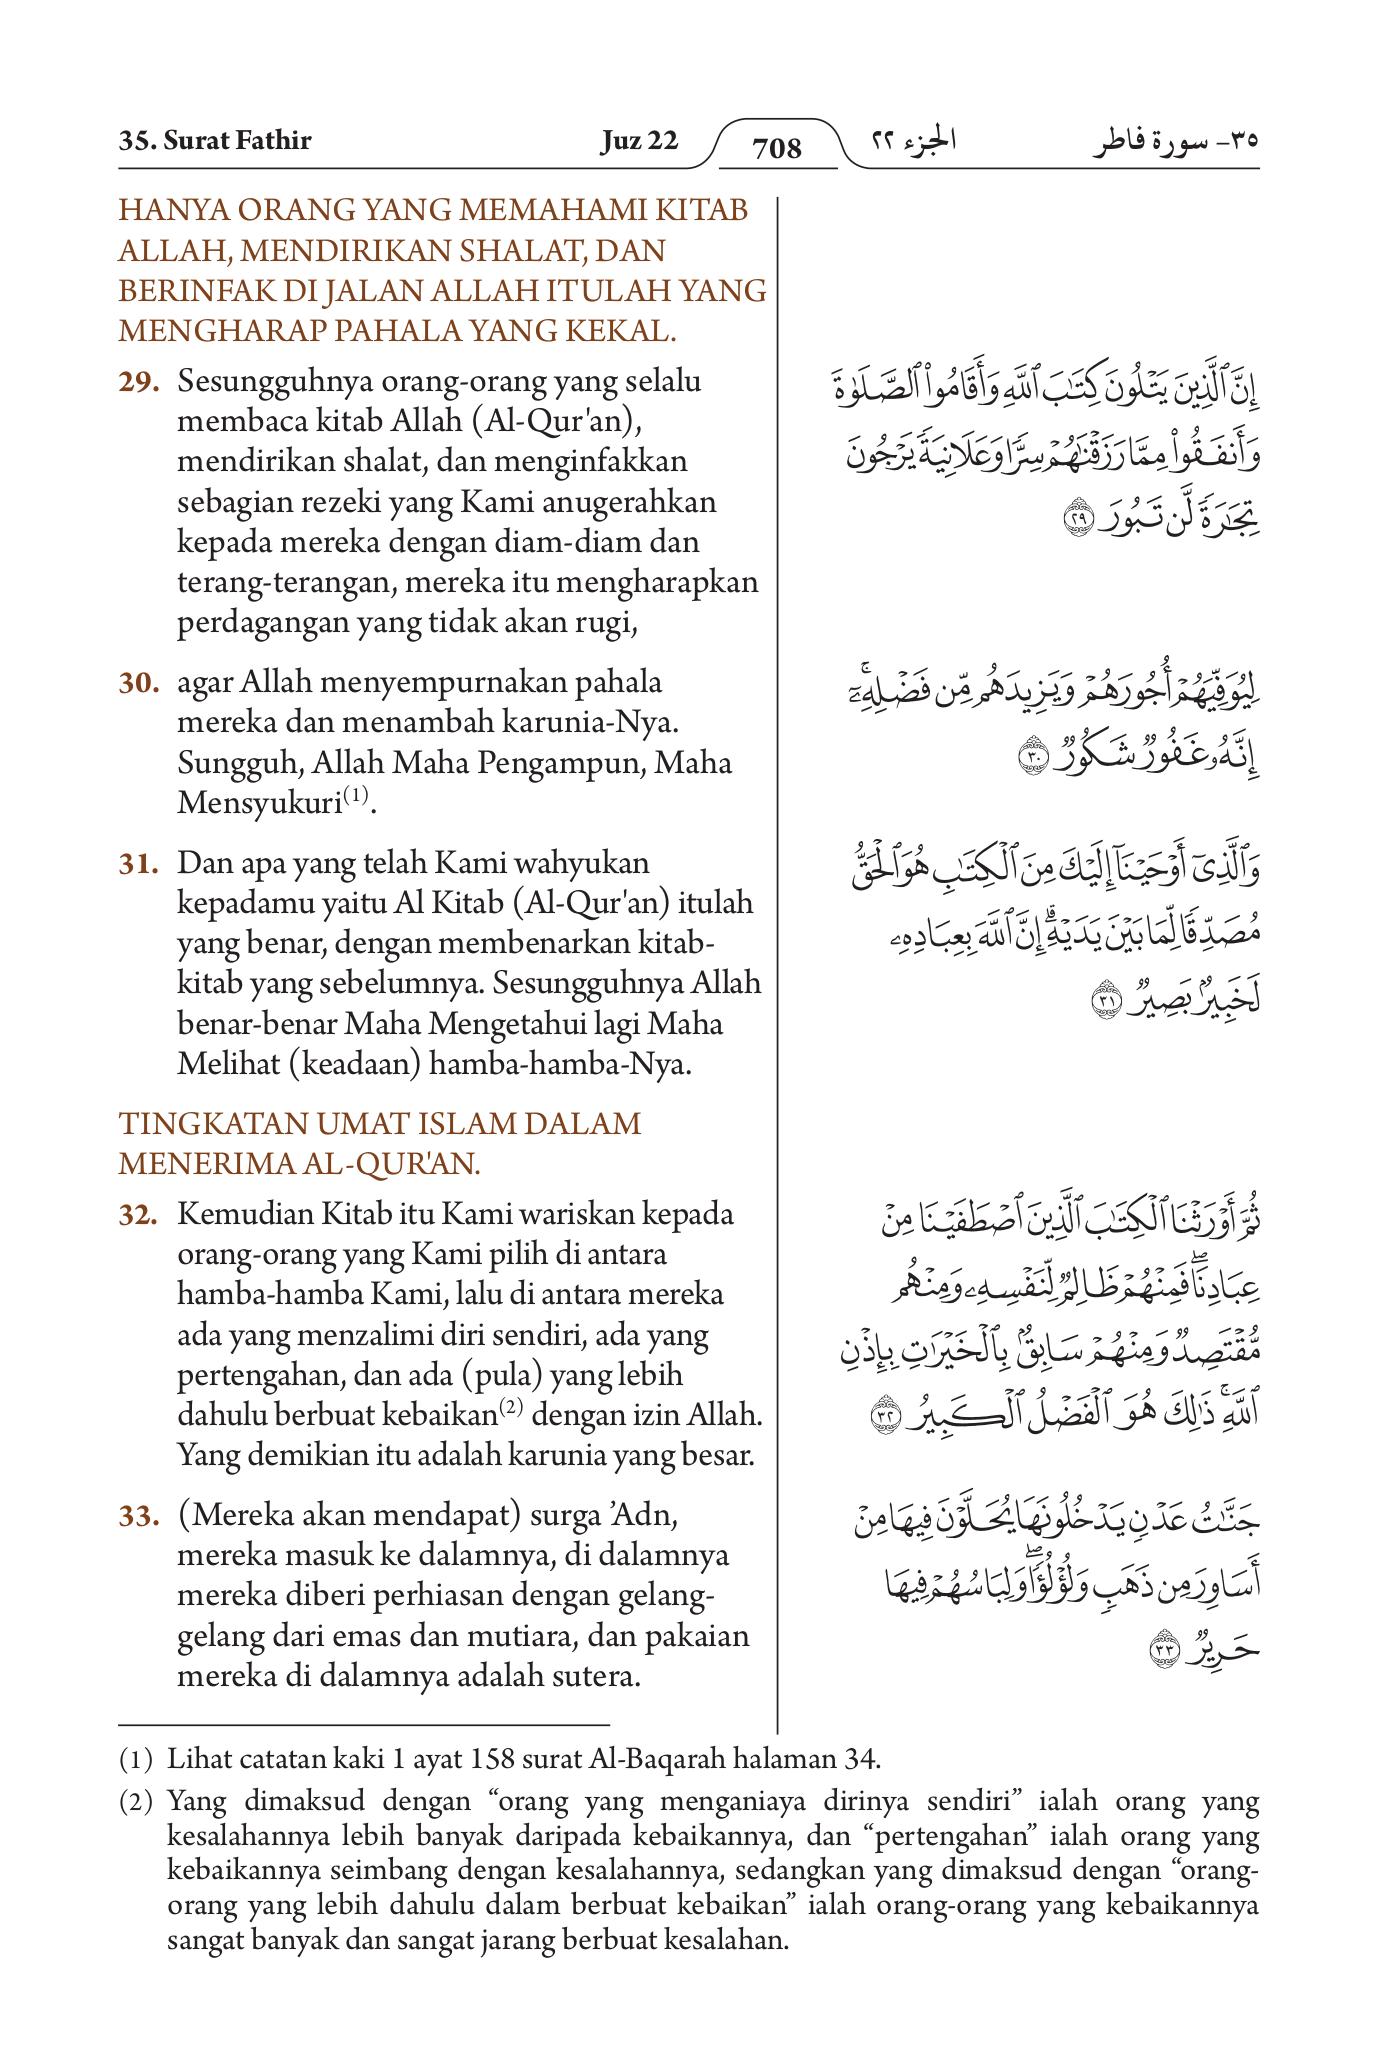 35. Surat Fathir
Juz 22
708
الجزء ٢٢
٣٥- سورة فاطر
HANYA ORANG YANG MEMAHAMI KITAB
ALLAH, MENDIRIKAN SHALAT, DAN
BERINFAK DI JALAN ALLAH ITULAH YANG
MENGHARAP PAHALA YANG KEKAL.
29. Sesungguhnya orang-orang yang selalu
membaca kitab Allah (Al-Qur'an),
mendirikan shalat, dan menginfakkan
sebagian rezeki yang Kami anugerahkan
kepada mereka dengan diam-diam dan
terang-terangan, mereka itu mengharapkan
perdagangan yang tidak akan rugi,
إِنَّ ٱلَّذِينَ يَتْلُونَ كِتَٰبَ ٱللَّهِ وَأَقَامُوا۟ ٱلصَّلَوٰةَ
وَأَنفَقُوا۟ مِمَّا رَزَقْنَٰهُمْ سِرًّا وَعَلَانِيَةً يَرْجُونَ
تِجَٰرَةً لَّن تَبُورَ ٢٩
30. agar Allah menyempurnakan pahala
mereka dan menambah karunia-Nya.
Sungguh, Allah Maha Pengampun, Maha
Mensyukuri(1).
لِيُوَفِّيَهُمْ أُجُورَهُمْ وَيَزِيدَهُم مِّن فَضْلِهِۦٓ ۚ
إِنَّهُۥ غَفُورٌ شَكُورٌ ٣٠
31. Dan apa yang telah Kami wahyukan
kepadamu yaitu Al Kitab (Al-Qur'an) itulah
yang benar, dengan membenarkan kitab-
kitab yang sebelumnya. Sesungguhnya Allah
benar-benar Maha Mengetahui lagi Maha
Melihat (keadaan) hamba-hamba-Nya.
وَٱلَّذِىٓ أَوْحَيْنَآ إِلَيْكَ مِنَ ٱلْكِتَٰبِ هُوَ ٱلْحَقُّ
مُصَدِّقًا لِّمَا بَيْنَ يَدَيْهِ ۗ إِنَّ ٱللَّهَ بِعِبَادِهِۦ
لَخَبِيرٌۢ بَصِيرٌ ٣١
TINGKATAN UMAT ISLAM DALAM
MENERIMA AL-QUR'AN.
32. Kemudian Kitab itu Kami wariskan kepada
orang-orang yang Kami pilih di antara
hamba-hamba Kami, lalu di antara mereka
ada yang menzalimi diri sendiri, ada yang
pertengahan, dan ada (pula) yang lebih
dahulu berbuat kebaikan(2) dengan izin Allah.
Yang demikian itu adalah karunia yang besar.
ثُمَّ أَوْرَثْنَا ٱلْكِتَٰبَ ٱلَّذِينَ ٱصْطَفَيْنَا مِنْ
عِبَادِنَا ۖ فَمِنْهُمْ ظَالِمٌ لِّنَفْسِهِۦ وَمِنْهُم
مُّقْتَصِدٌ وَمِنْهُمْ سَابِقٌۢ بِٱلْخَيْرَٰتِ بِإِذْنِ
ٱللَّهِ ۚ ذَٰلِكَ هُوَ ٱلْفَضْلُ ٱلْكَبِيرُ ٣٢
33. (Mereka akan mendapat) surga ’Adn,
mereka masuk ke dalamnya, di dalamnya
mereka diberi perhiasan dengan gelang-
gelang dari emas dan mutiara, dan pakaian
mereka di dalamnya adalah sutera.
جَنَّٰتُ عَدْنٍ يَدْخُلُونَهَا يُحَلَّوْنَ فِيهَا مِنْ
أَسَاوِرَ مِن ذَهَبٍ وَلُؤْلُؤًا ۖ وَلِبَاسُهُمْ فِيهَا
حَرِيرٌ ٣٣
(1) Lihat catatan kaki 1 ayat 158 surat Al-Baqarah halaman 34.
(2) Yang dimaksud dengan “orang yang menganiaya dirinya sendiri” ialah orang yang
kesalahannya lebih banyak daripada kebaikannya, dan “pertengahan” ialah orang yang
kebaikannya seimbang dengan kesalahannya, sedangkan yang dimaksud dengan “orang-
orang yang lebih dahulu dalam berbuat kebaikan” ialah orang-orang yang kebaikannya
sangat banyak dan sangat jarang berbuat kesalahan.